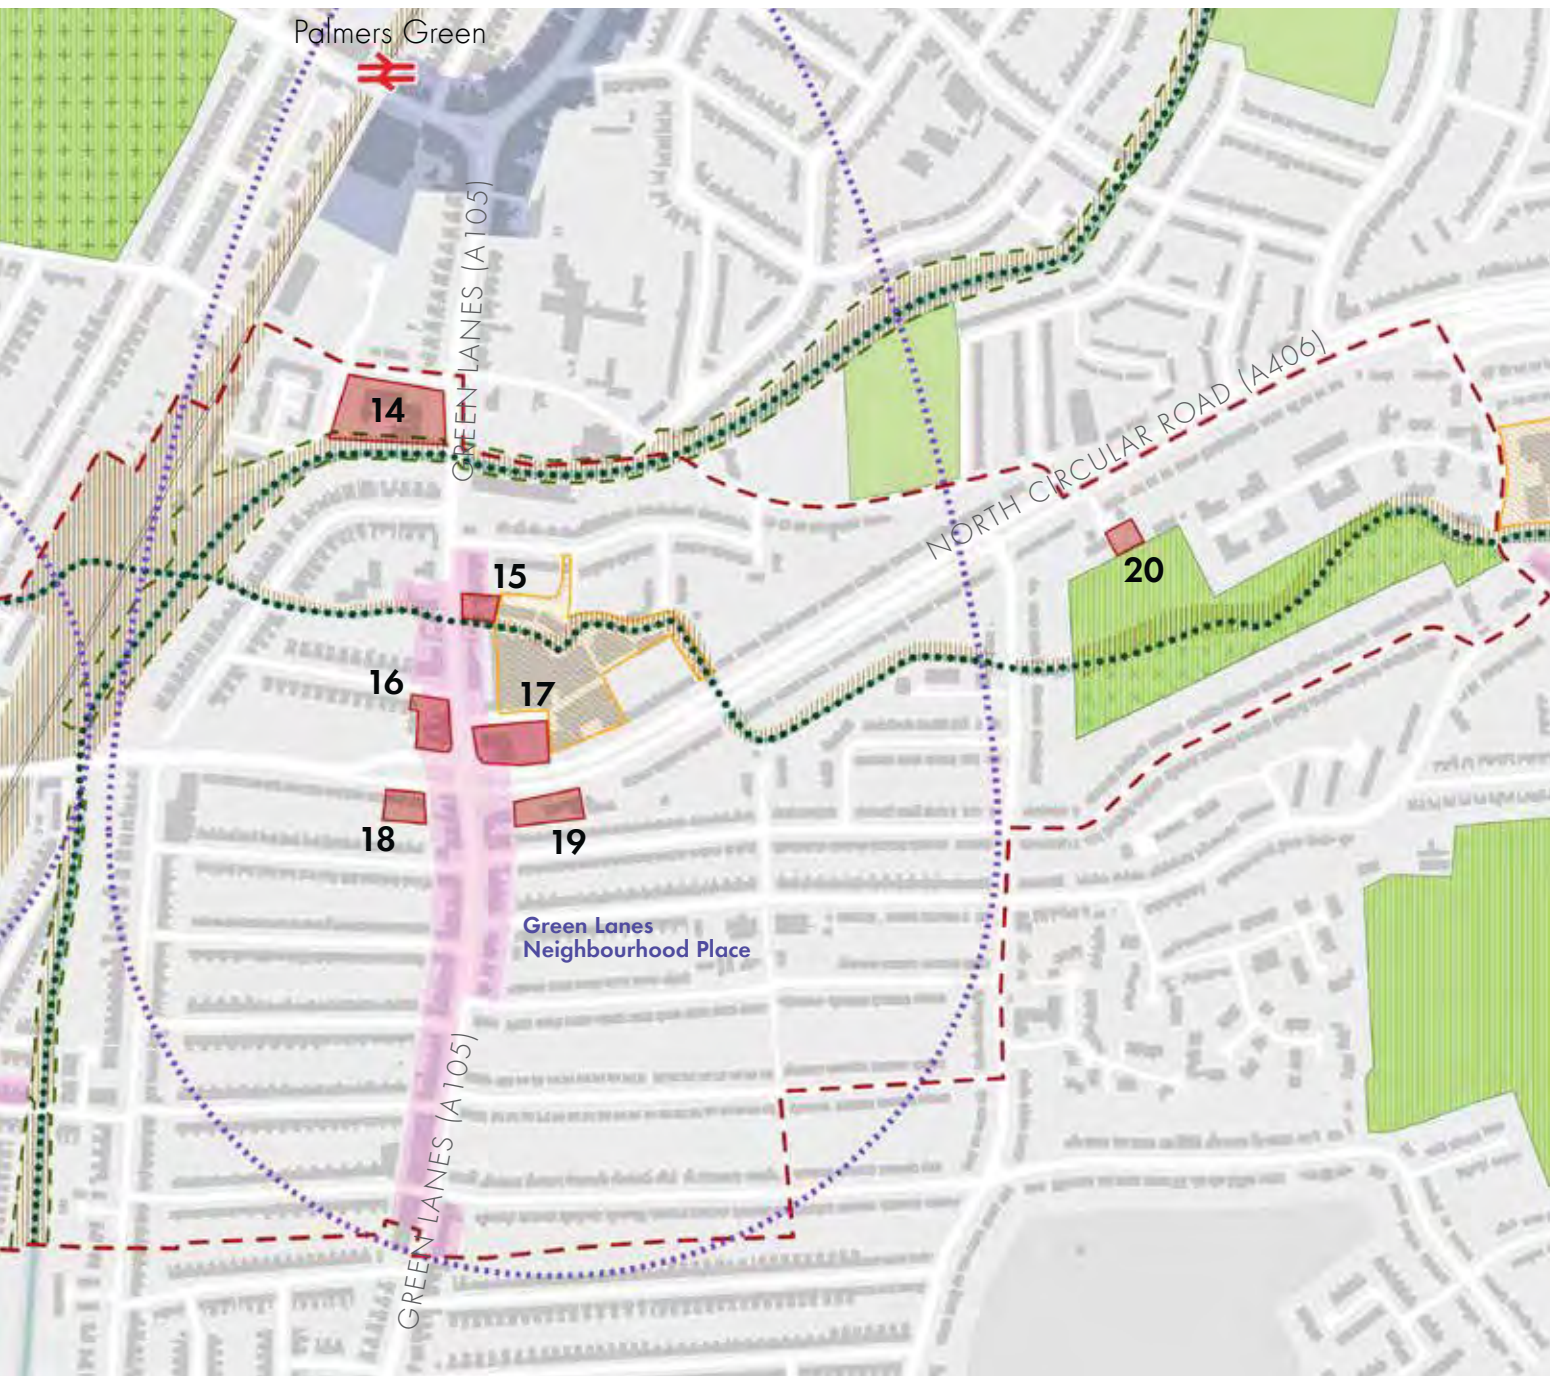 Palmers Green
GREEN LANES (A105)
14
NORTH CIRCULAR ROAD (A406)
15
20
16
17
18
19
Green Lanes
Neighbourhood Place
GREEN LANES (A105)